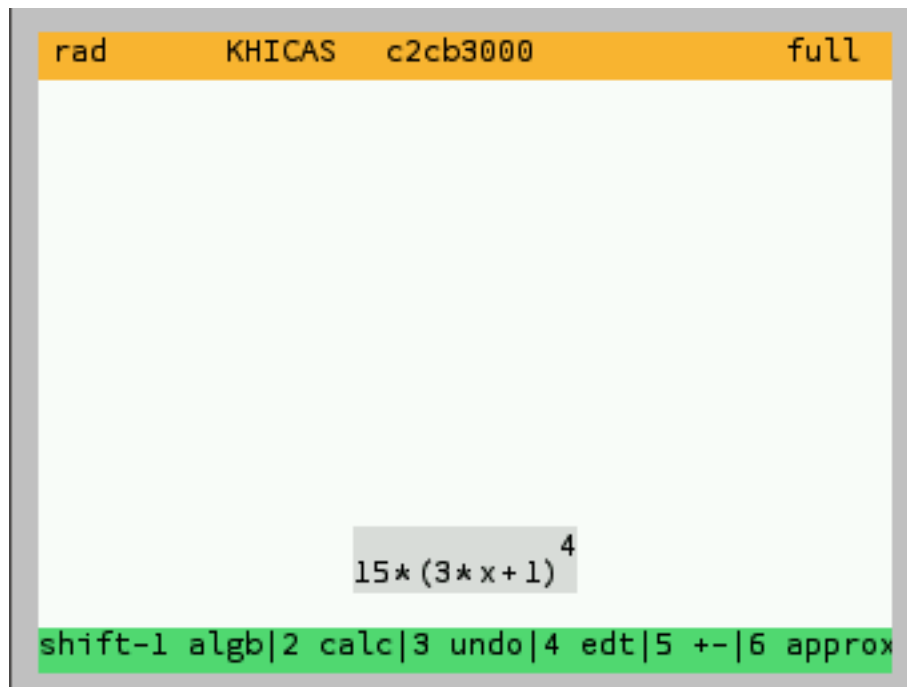 rad KHICAS c2cb3000 full
15*(3*x+1)^4
shift-1 algb|2 calc|3 undo|4 edt|5 +-|6 approx